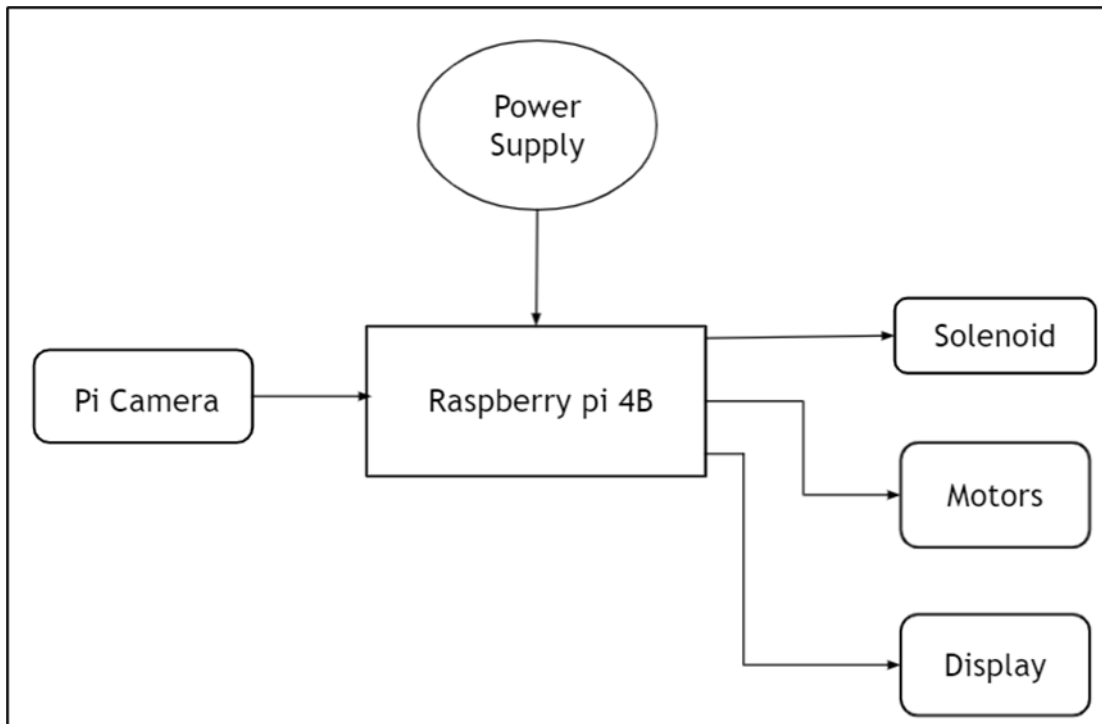 Power
Supply
Pi Camera
Raspberry pi 4B
Solenoid
Motors
Display